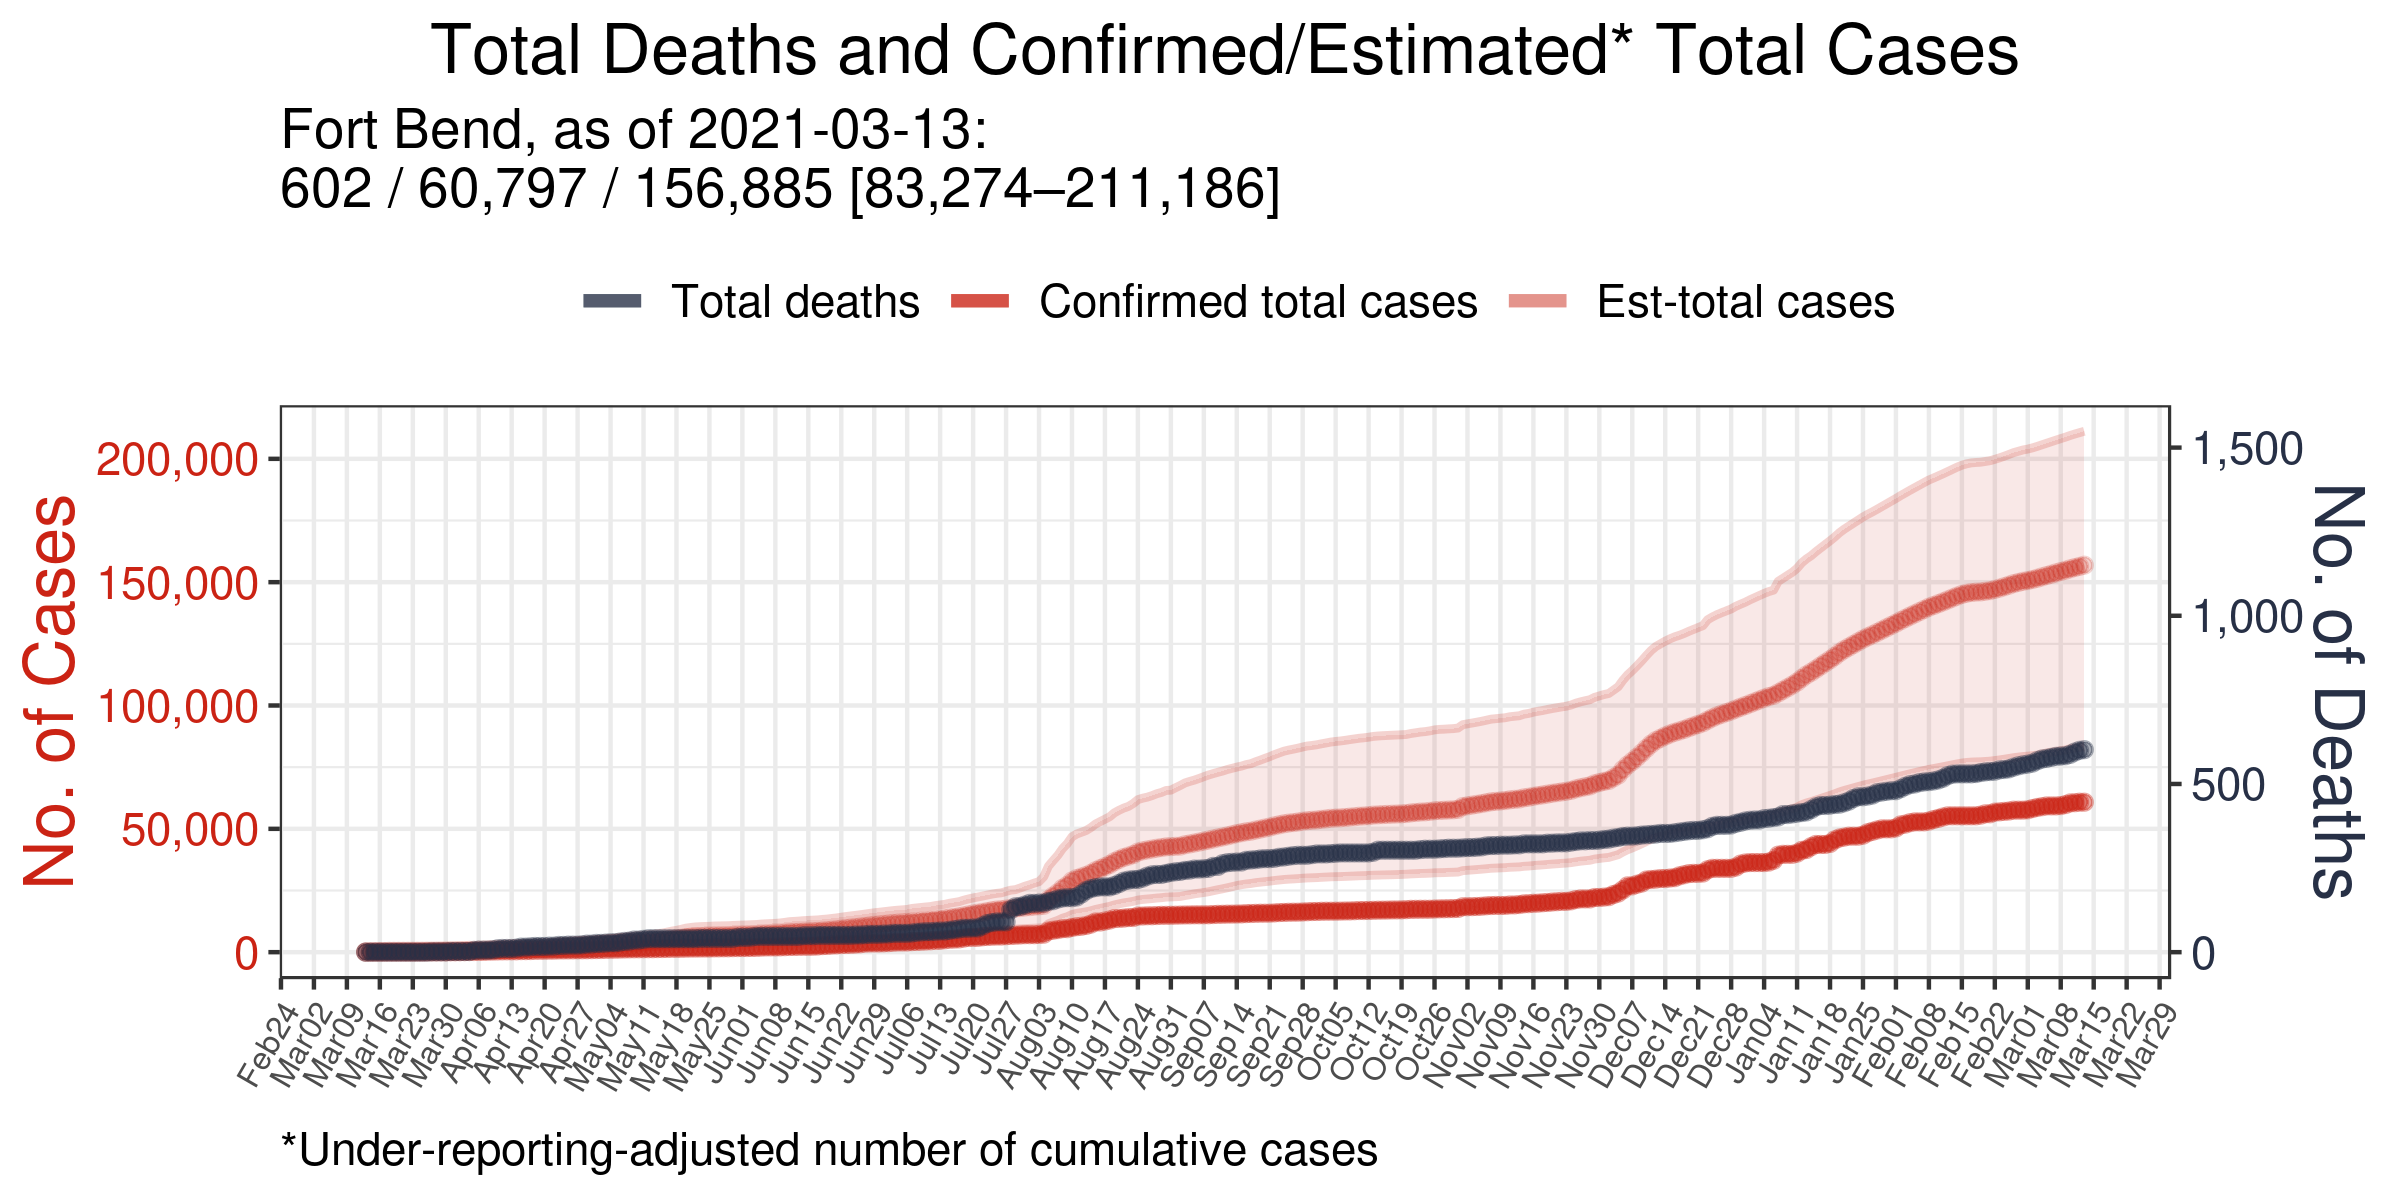 Total Deaths and Confirmed/Estimated* Total Cases
Fort Bend, as of 2021-03-13:
602 / 60,797 / 156,885 [83,274–211,186]
Total deaths
Confirmed total cases
Est-total cases
No. of Cases
200,000
150,000
100,000
50,000
0
1,500
1,000
500
0
No. of Deaths
Feb24
Mar02
Mar09
Mar16
Mar23
Mar30
Apr06
Apr13
Apr20
Apr27
May04
May11
May18
May25
Jun01
Jun08
Jun15
Jun22
Jun29
Jul06
Jul13
Jul20
Jul27
Aug03
Aug10
Aug17
Aug24
Aug31
Sep07
Sep14
Sep21
Sep28
Oct05
Oct12
Oct19
Oct26
Nov02
Nov09
Nov16
Nov23
Nov30
Dec07
Dec14
Dec21
Dec28
Jan04
Jan11
Jan18
Jan25
Feb01
Feb08
Feb15
Feb22
Mar01
Mar08
Mar15
Mar22
Mar29
*Under-reporting-adjusted number of cumulative cases